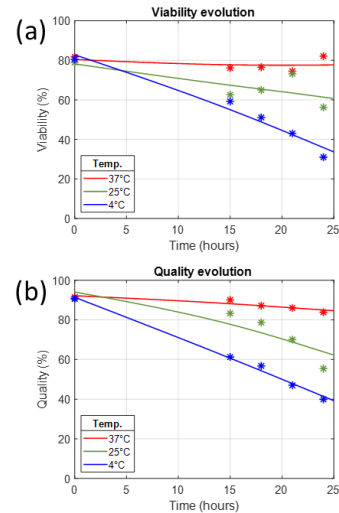 (a)
Viability evolution
100
80
60
40
20
0
Viability (%)
Temp.
37°C
25°C
4°C
0 5 10 15 20 25
Time (hours)
(b)
Quality evolution
100
80
60
40
20
0
Quality (%)
Temp.
37°C
25°C
4°C
0 5 10 15 20 25
Time (hours)